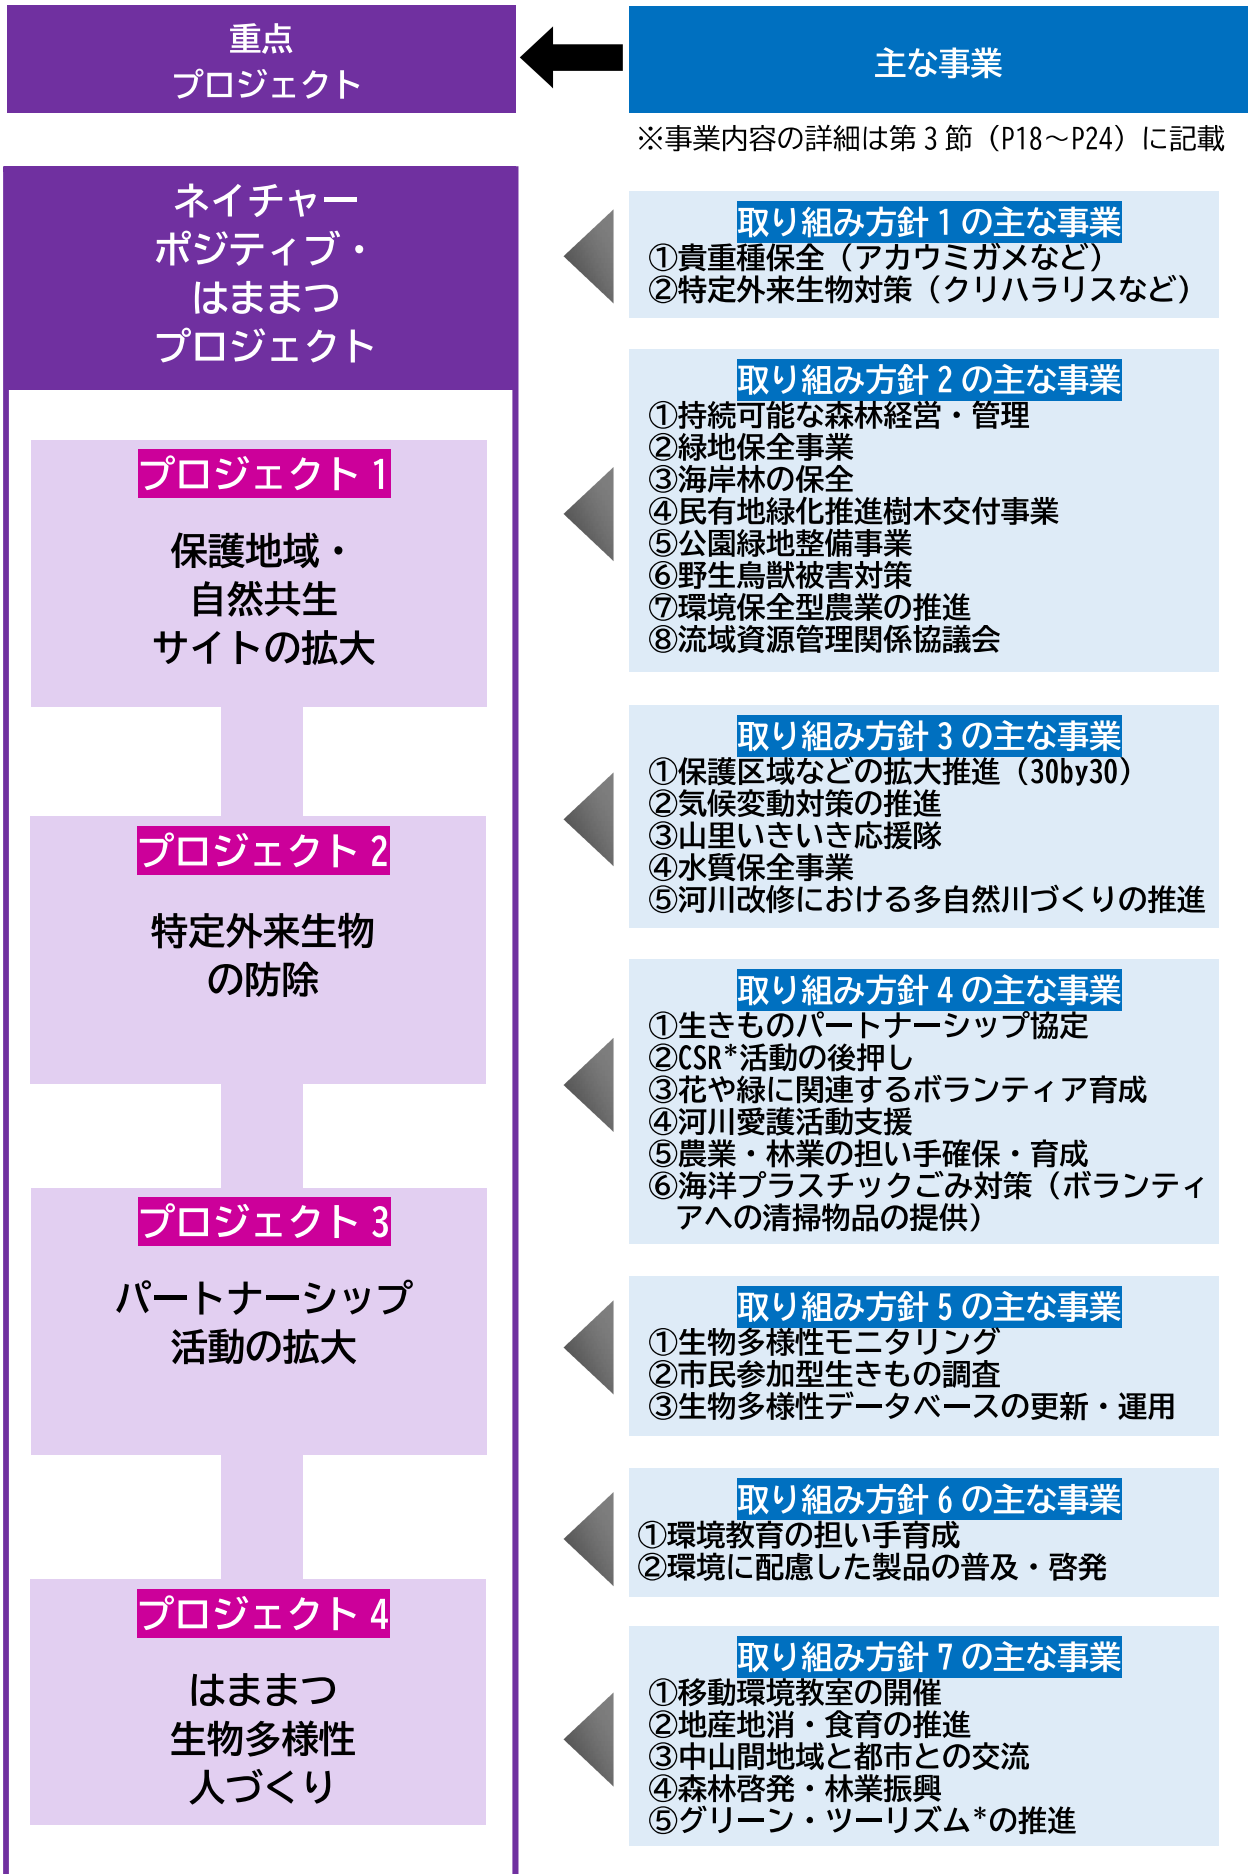 重点
プロジェクト
主な事業
※事業内容の詳細は第3節（P18～P24）に記載
ネイチャー
ポジティブ・
はままつ
プロジェクト
プロジェクト1
保護地域・
自然共生
サイトの拡大
プロジェクト2
特定外来生物
の防除
プロジェクト3
パートナーシップ
活動の拡大
プロジェクト4
はままつ
生物多様性
人づくり
取り組み方針1の主な事業
①貴重種保全（アカウミガメなど）
②特定外来生物対策（クリハラリスなど）
取り組み方針2の主な事業
①持続可能な森林経営・管理
②緑地保全事業
③海岸林の保全
④民有地緑化推進樹木交付事業
⑤公園緑地整備事業
⑥野生鳥獣被害対策
⑦環境保全型農業の推進
⑧流域資源管理関係協議会
取り組み方針3の主な事業
①保護区域などの拡大推進（30by30）
②気候変動対策の推進
③山里いきいき応援隊
④水質保全事業
⑤河川改修における多自然川づくりの推進
取り組み方針4の主な事業
①生きものパートナーシップ協定
②CSR*活動の後押し
③花や緑に関連するボランティア育成
④河川愛護活動支援
⑤農業・林業の担い手確保・育成
⑥海洋プラスチックごみ対策（ボランティ
アへの清掃物品の提供）
取り組み方針5の主な事業
①生物多様性モニタリング
②市民参加型生きもの調査
③生物多様性データベースの更新・運用
取り組み方針6の主な事業
①環境教育の担い手育成
②環境に配慮した製品の普及・啓発
取り組み方針7の主な事業
①移動環境教室の開催
②地産地消・食育の推進
③中山間地域と都市との交流
④森林啓発・林業振興
⑤グリーン・ツーリズム*の推進